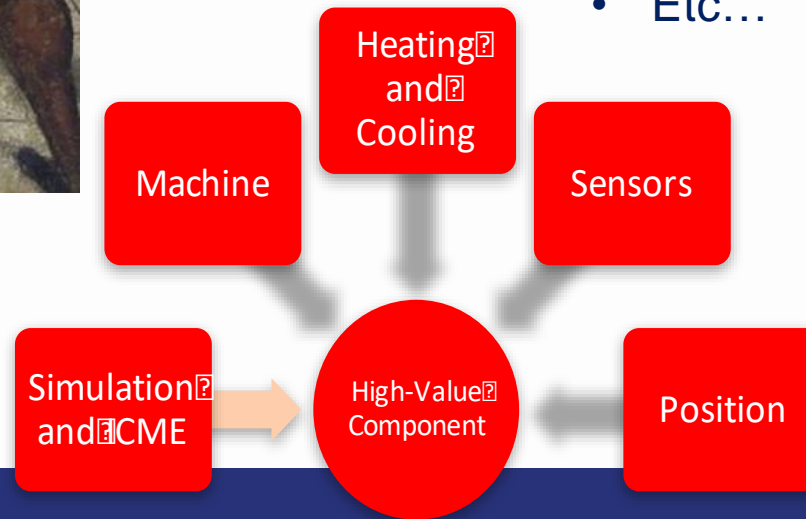 • Etc…
Heating⍰
and⍰
Cooling
Machine
Sensors
Simulation⍰
and⍰CME
High-Value⍰
Component
Position